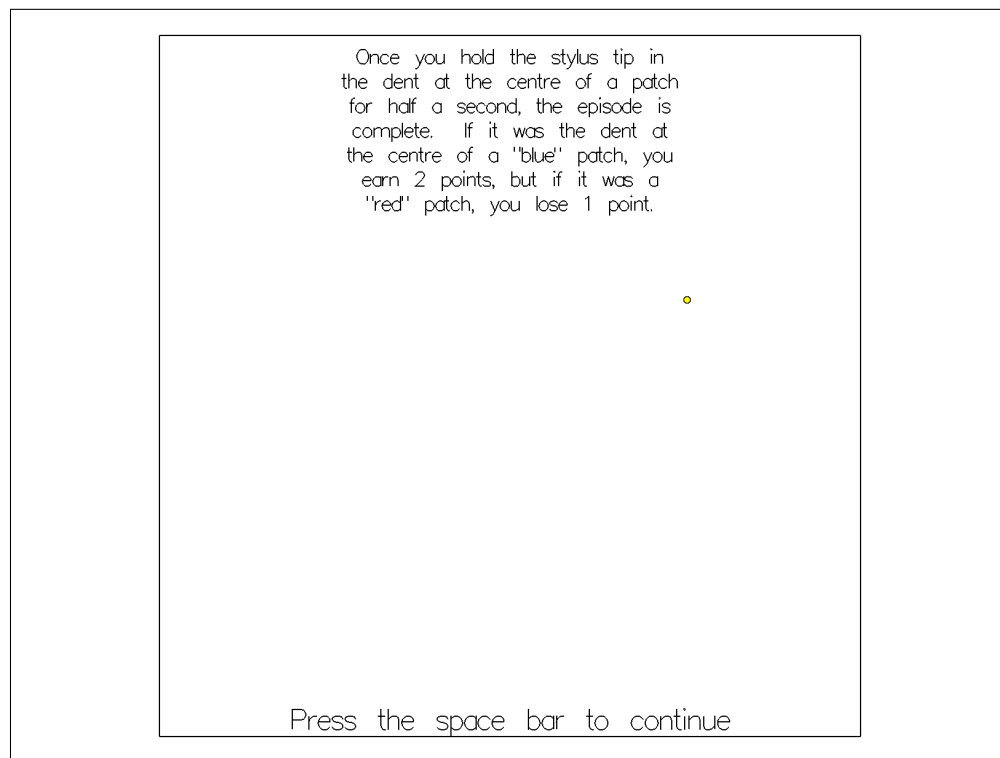 Once you hold the stylus tip in
the dent at the centre of a patch
for half a second, the episode is
complete.  If it was the dent at
the centre of a "blue" patch, you
earn 2 points, but if it was a
"red" patch, you lose 1 point.
Press the space bar to continue